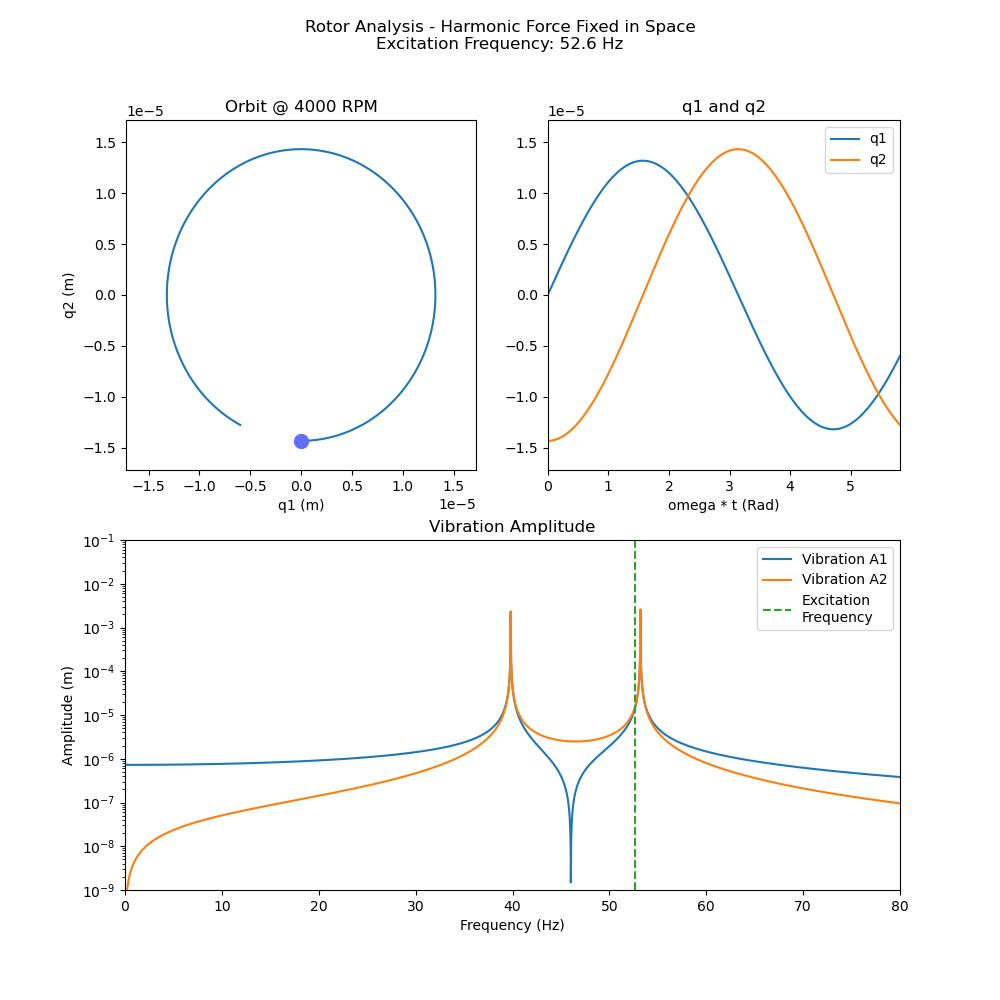 Rotor Analysis - Harmonic Force Fixed in Space
Excitation Frequency: 52.6 Hz
Orbit @ 4000 RPM
1e−5
1.5
1.0
0.5
0.0
−0.5
−1.0
−1.5
q2 (m)
−1.5 −1.0 −0.5 0.0 0.5 1.0 1.5
1e−5
q1 (m)
q1 and q2
1e−5
q1
q2
1.5
1.0
0.5
0.0
−0.5
−1.0
−1.5
0 1 2 3 4 5
omega * t (Rad)
Vibration Amplitude
Vibration A1
Vibration A2
Excitation
Frequency
10⁻¹
10⁻²
10⁻³
10⁻⁴
10⁻⁵
10⁻⁶
10⁻⁷
10⁻⁸
10⁻⁹
Amplitude (m)
0 10 20 30 40 50 60 70 80
Frequency (Hz)